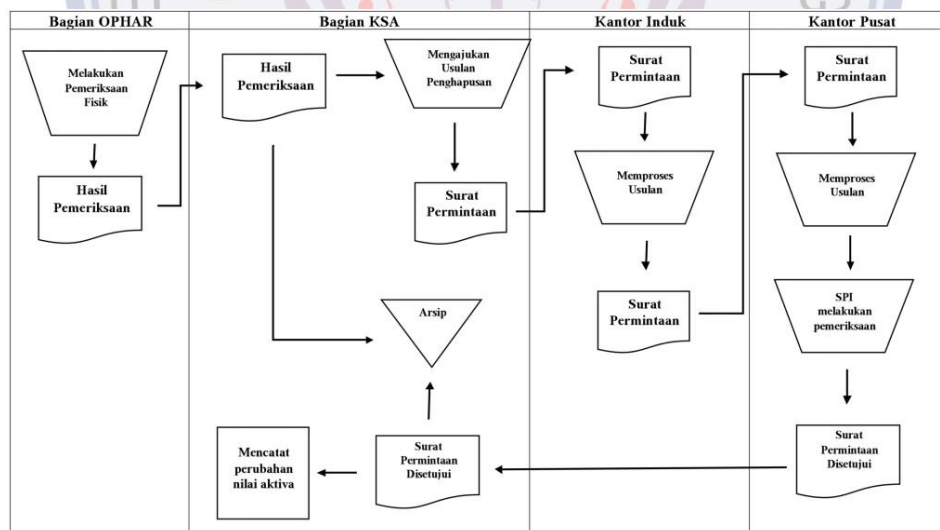 Bagian OPHAR
Bagian KSA
Kantor Induk
Kantor Pusat
Melakukan
Pemeriksaan
Fisik
Hasil
Pemeriksaan
Hasil
Pemeriksaan
Mengajukan
Usulan
Penghapusan
Surat
Permintaan
Arsip
Surat
Permintaan
Disetujui
Mencatat
perubahan
nilai aktiva
Surat
Permintaan
Memproses
Usulan
Surat
Permintaan
Surat
Permintaan
Memproses
Usulan
SPI
melakukan
pemeriksaan
Surat
Permintaan
Disetujui